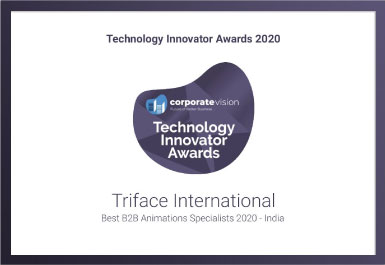 Technology Innovator Awards 2020
corporatevision
Technology
Innovator
Awards
Triface International
Best B2B Animations Specialists 2020 - India